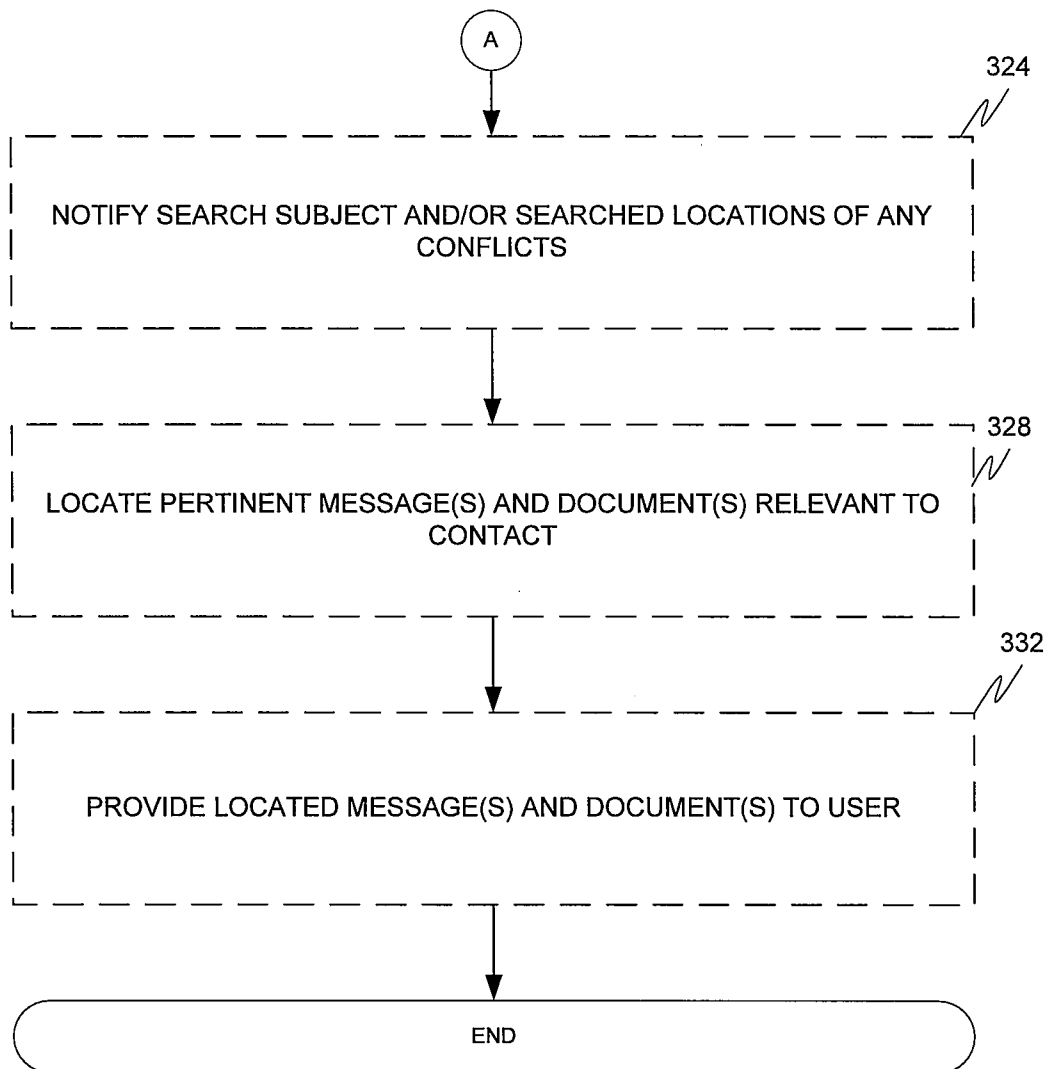 A
324
NOTIFY SEARCH SUBJECT AND/OR SEARCHED LOCATIONS OF ANY
CONFLICTS
328
LOCATE PERTINENT MESSAGE(S) AND DOCUMENT(S) RELEVANT TO
CONTACT
332
PROVIDE LOCATED MESSAGE(S) AND DOCUMENT(S) TO USER
END